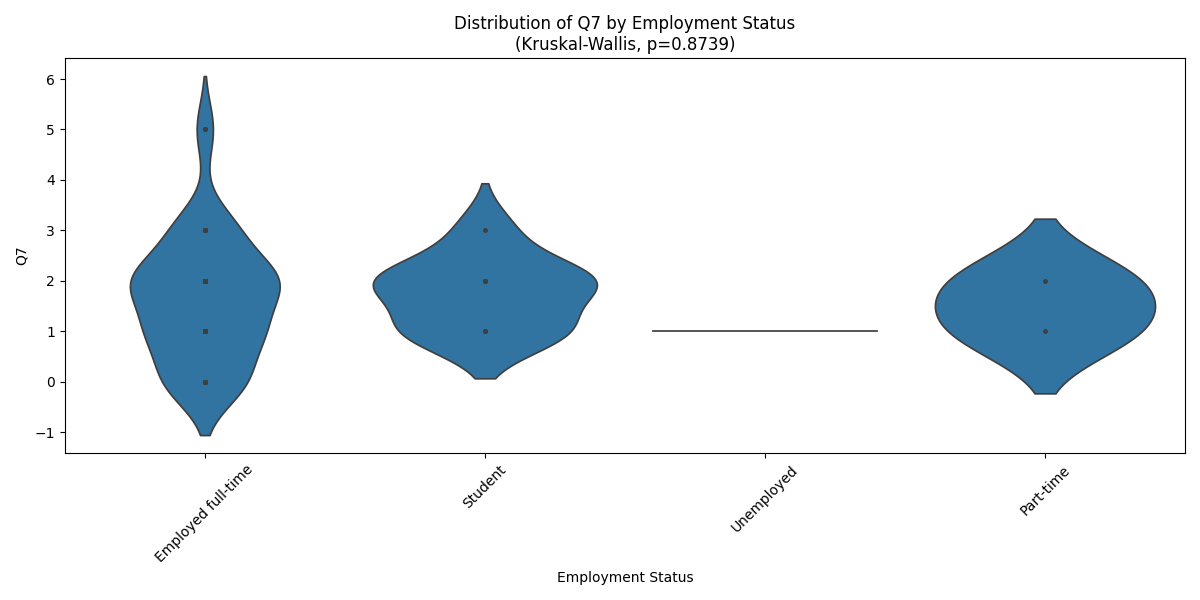 Distribution of Q7 by Employment Status
(Kruskal-Wallis, p=0.8739)
6
5
4
3
2
1
0
−1
Q7
Employed full-time
Student
Unemployed
Part-time
Employment Status